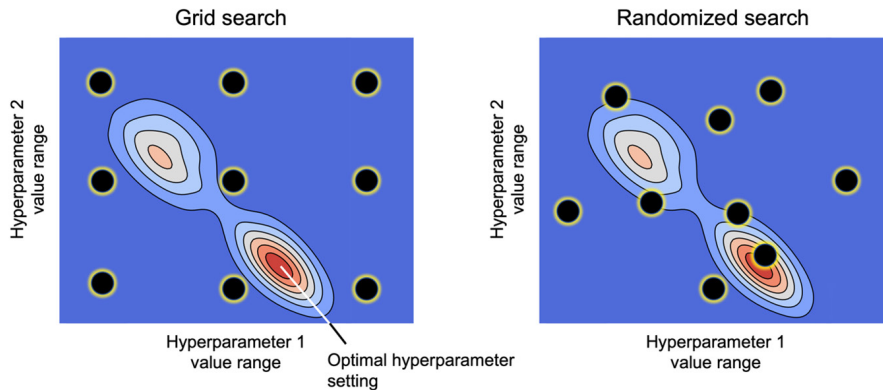 Grid search
Randomized search
Hyperparameter 2
value range
Hyperparameter 2
value range
Hyperparameter 1
value range
Optimal hyperparameter
setting
Hyperparameter 1
value range